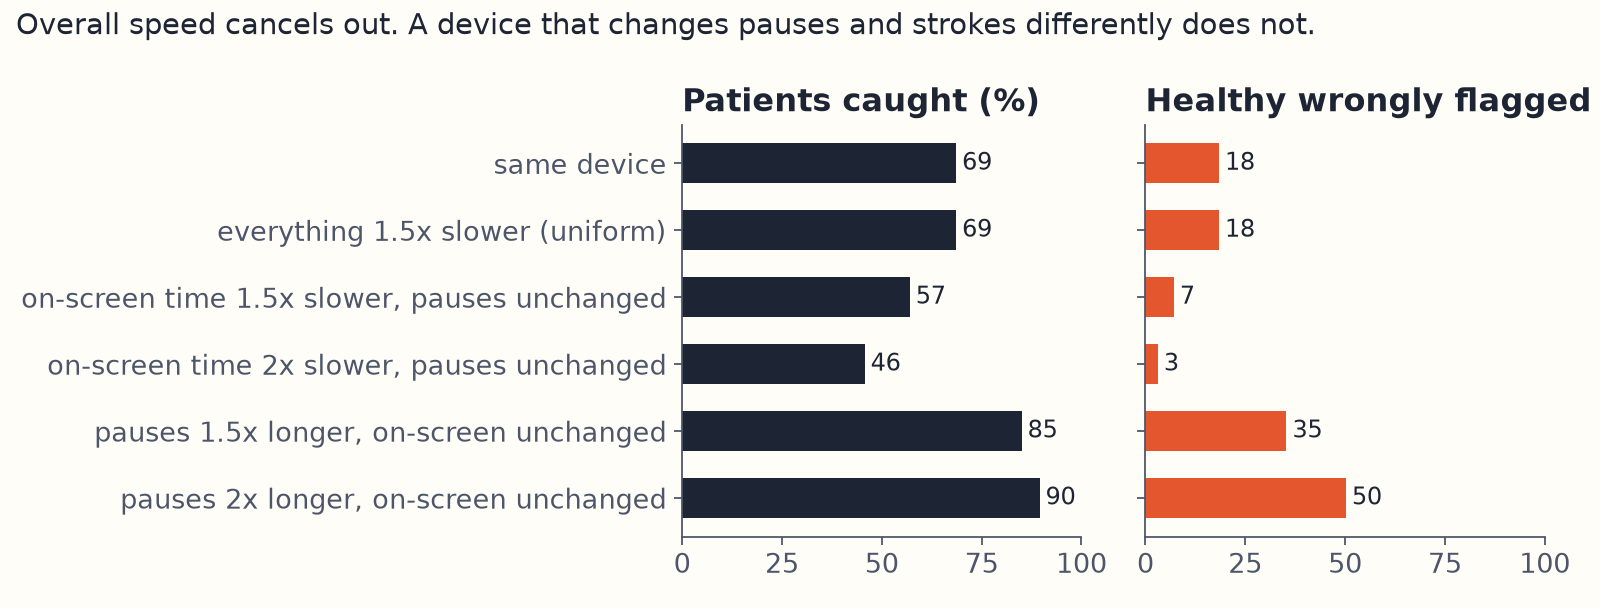 Overall speed cancels out. A device that changes pauses and strokes differently does not.
Patients caught (%)
Healthy wrongly flagged
same device 69 18
everything 1.5x slower (uniform) 69 18
on-screen time 1.5x slower, pauses unchanged 57 7
on-screen time 2x slower, pauses unchanged 46 3
pauses 1.5x longer, on-screen unchanged 85 35
pauses 2x longer, on-screen unchanged 90 50
0 25 50 75 100
0 25 50 75 100